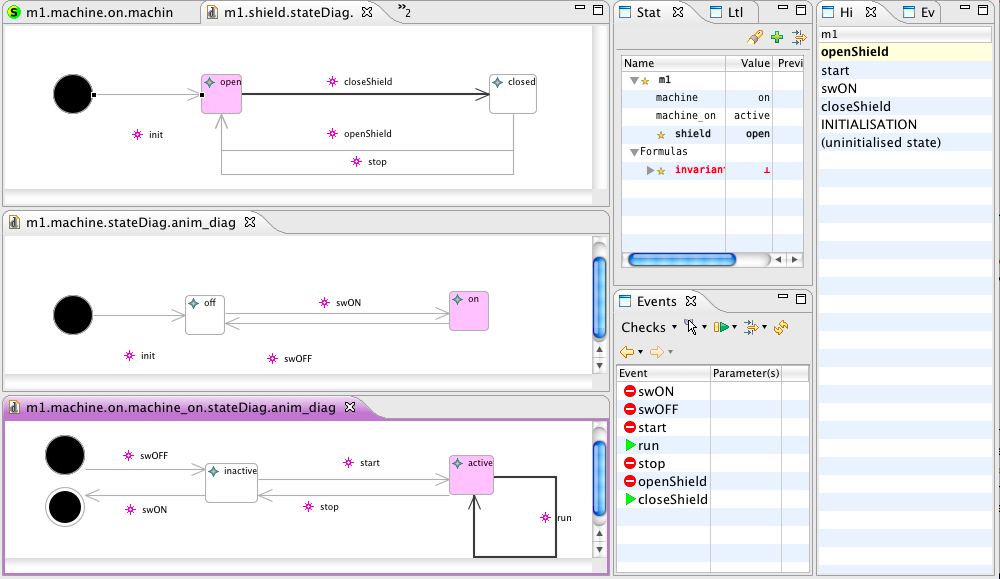 m1.machine.on.machin
m1.shield.stateDiag.
»2
open
closeShield
closed
init
openShield
stop
m1.machine.stateDiag.anim_diag
off
swON
on
init
swOFF
m1.machine.on.machine_on.stateDiag.anim_diag
swOFF
inactive
start
active
swON
stop
run
Stat
Ltl
Name Value Previ
m1
machine on
machine_on active
shield open
Formulas
invariant ⊥
Events
Checks
Event Parameter(s)
swON
swOFF
start
run
stop
openShield
closeShield
Hi
Ev
m1
openShield
start
swON
closeShield
INITIALISATION
(uninitialised state)